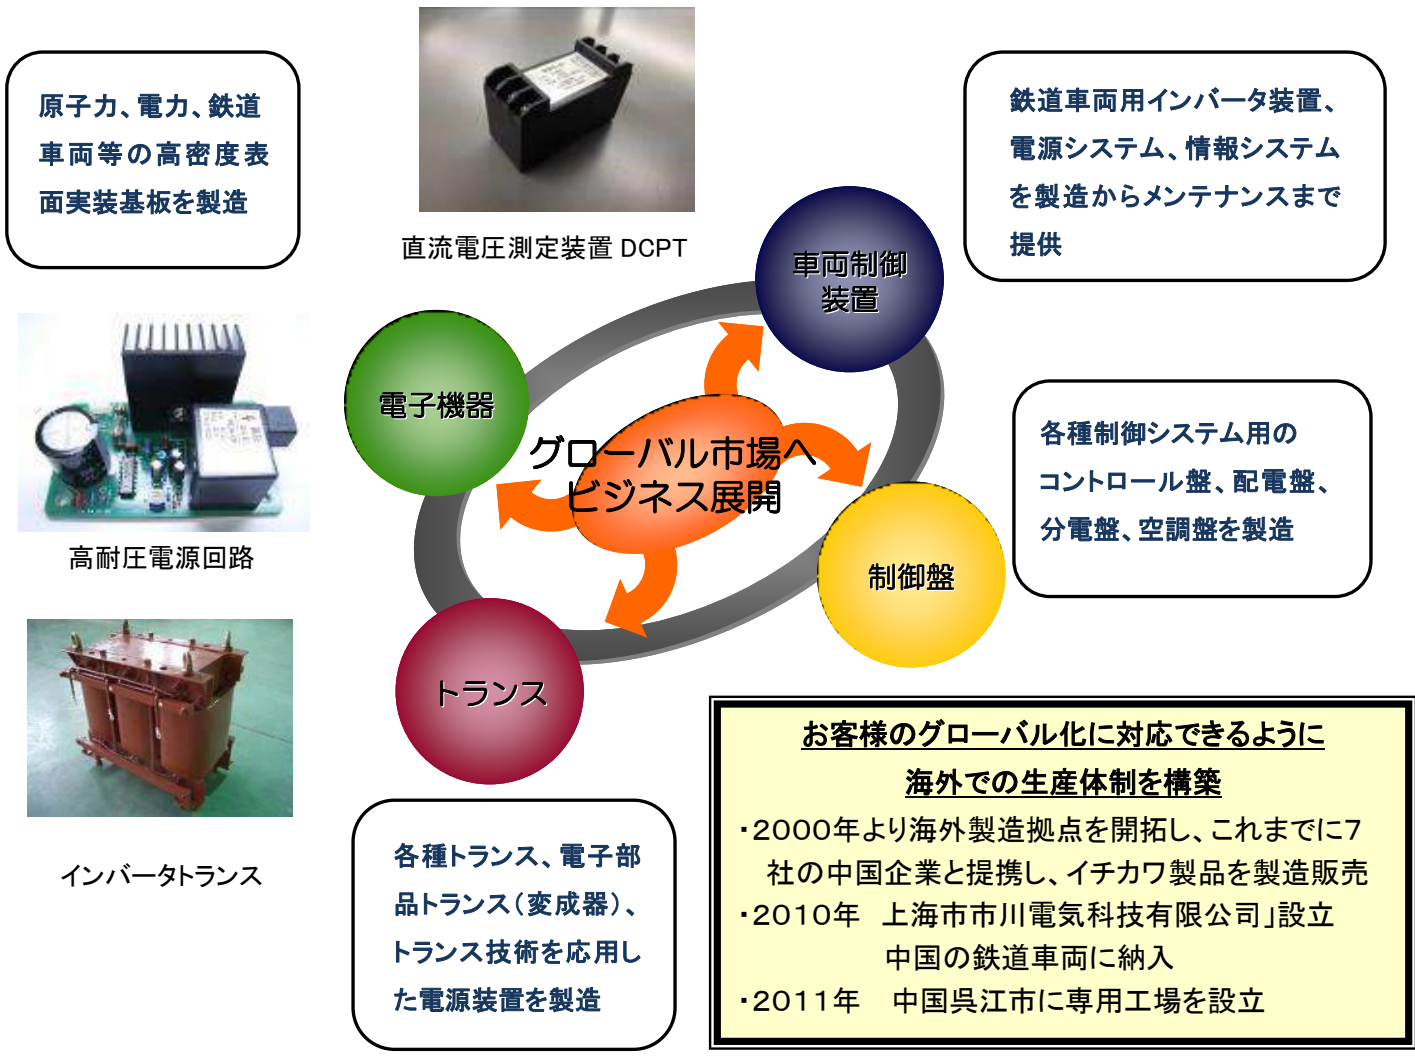 原子力、電力、鉄道
車両等の高密度表
面実装基板を製造
直流電圧測定装置 DCPT
鉄道車両用インバータ装置、
電源システム、情報システム
を製造からメンテナンスまで
提供
車両制御
装置
電子機器
グローバル市場へ
ビジネス展開
各種制御システム用の
コントロール盤、配電盤、
分電盤、空調盤を製造
高耐圧電源回路
制御盤
トランス
インバータトランス
各種トランス、電子部
品トランス(変成器)、
トランス技術を応用し
た電源装置を製造
お客様のグローバル化に対応できるように
海外での生産体制を構築
・2000年より海外製造拠点を開拓し、これまでに7
社の中国企業と提携し、イチカワ製品を製造販売
・2010年　上海市市川電気科技有限公司」設立
中国の鉄道車両に納入
・2011年　中国呉江市に専用工場を設立